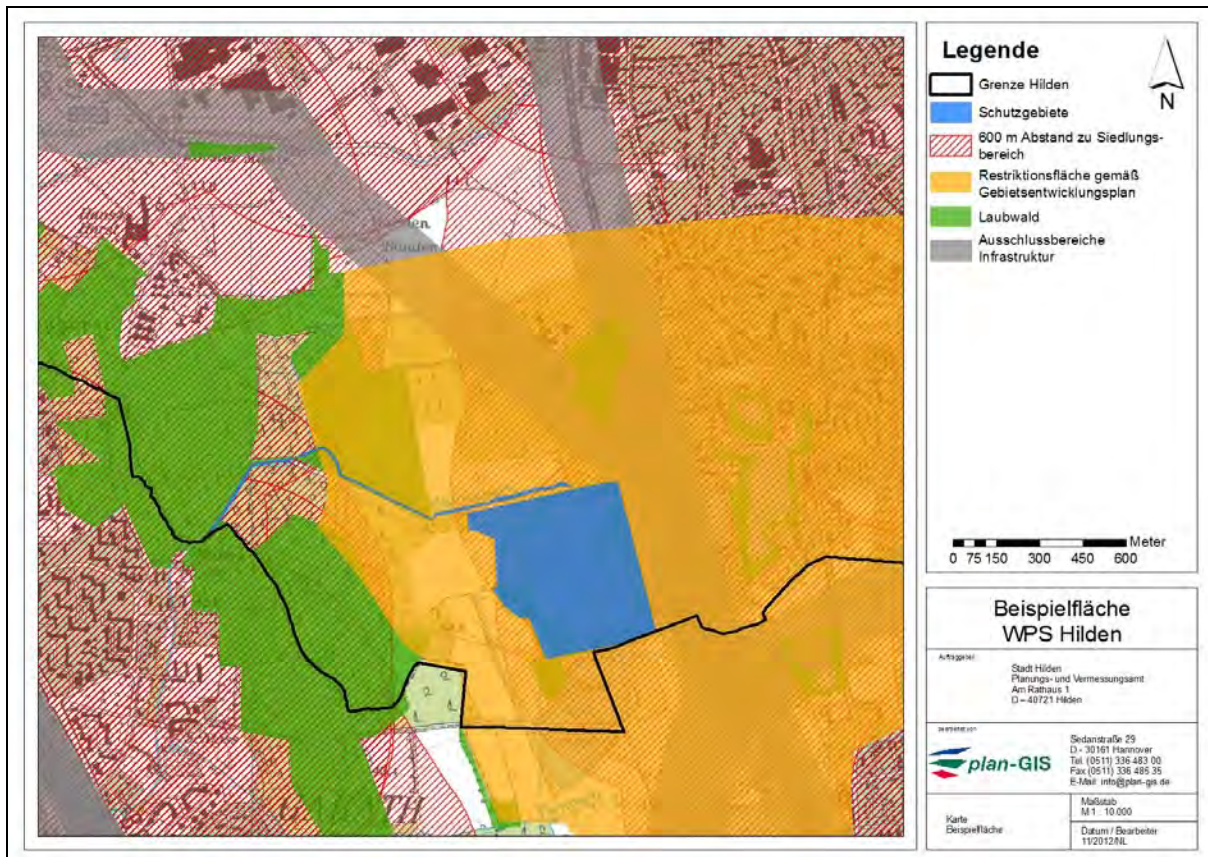 Legende
N
Grenze Hilden
Schutzgebiete
600 m Abstand zu Siedlungs-
bereich
Restriktionsfläche gemäß
Gebietsentwicklungsplan
Laubwald
Ausschlussbereiche
Infrastruktur
Meter
0 75 150 300 450 600
Beispielfläche
WPS Hilden
Auftraggeber
Stadt Hilden
Planungs- und Vermessungsamt
Am Rathaus 1
D – 40721 Hilden
plan-GIS
Sedanstraße 29
D - 30161 Hannover
Tel. (0511) 336 483 00
Fax (0511) 336 485 35
E-Mail: info@plan-gis.de
Karte
Beispielfläche
Maßstab
M 1 : 10.000
Datum / Bearbeiter
11/2012/NL